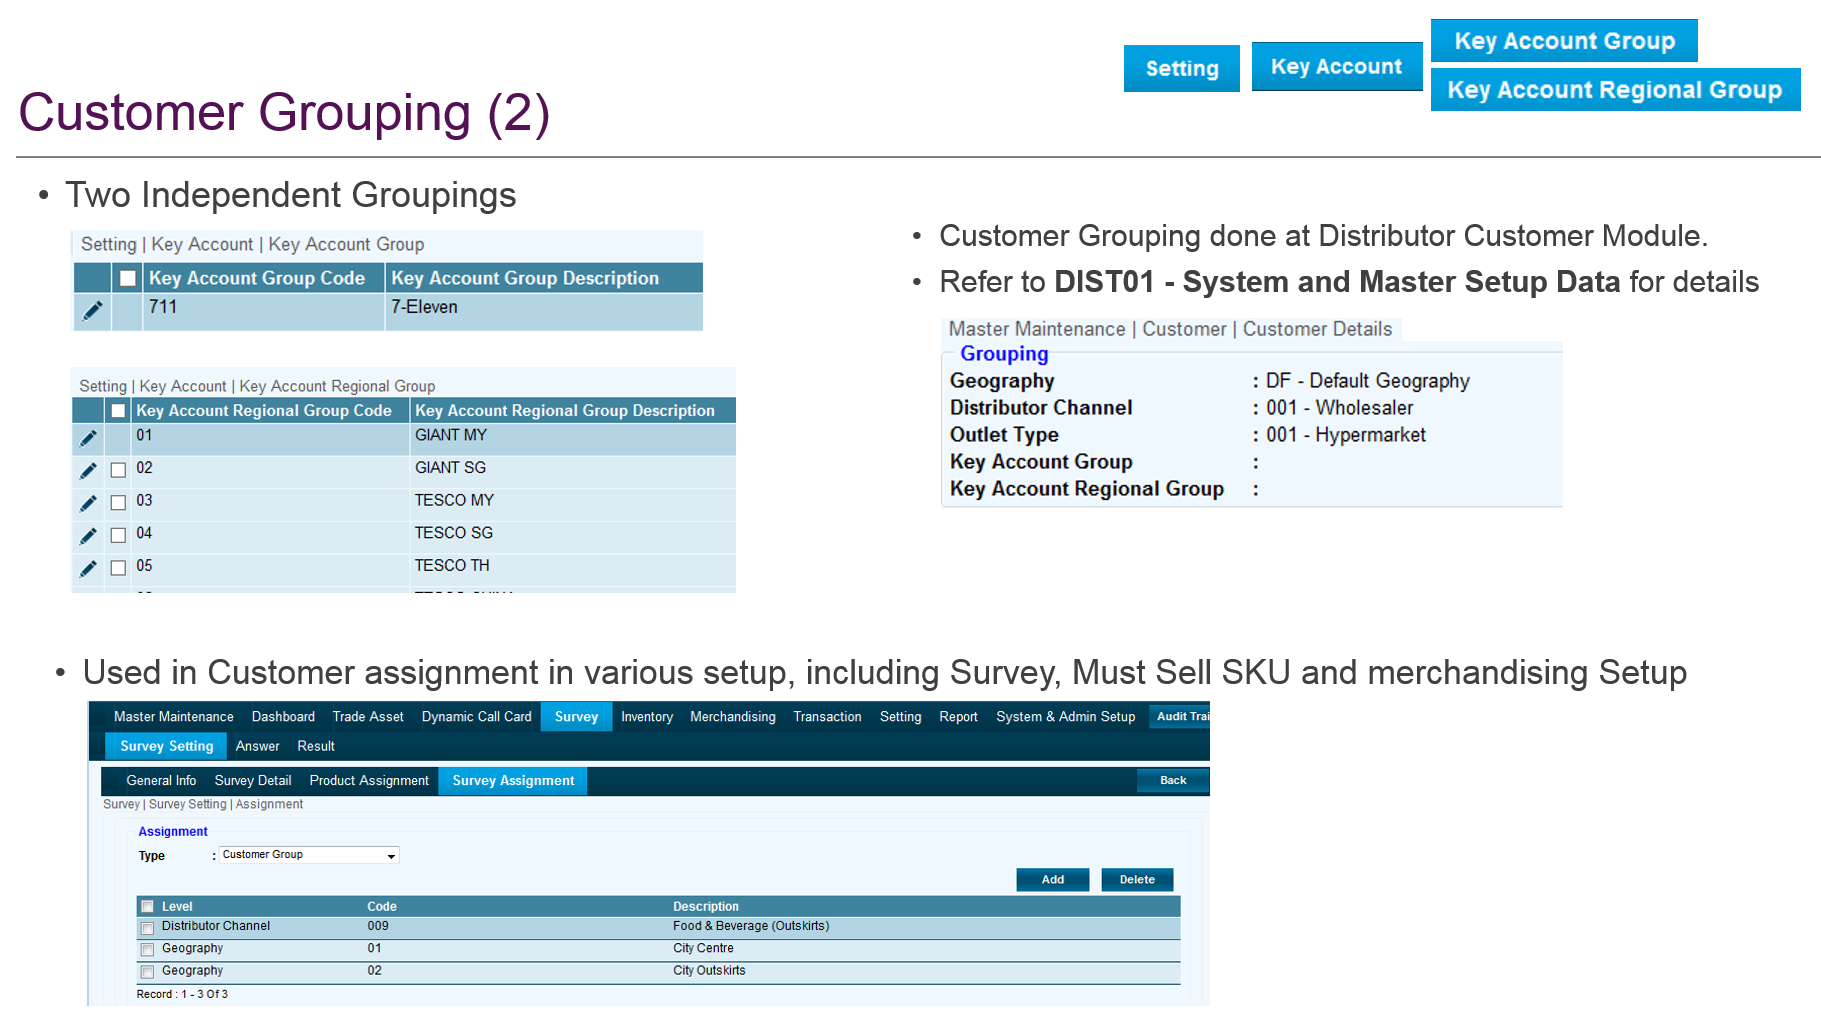 Setting
Key Account
Key Account Group
Key Account Regional Group
Customer Grouping (2)
• Two Independent Groupings
Setting | Key Account | Key Account Group
Key Account Group Code Key Account Group Description
711 7-Eleven
Setting | Key Account | Key Account Regional Group
Key Account Regional Group Code Key Account Regional Group Description
01 GIANT MY
02 GIANT SG
03 TESCO MY
04 TESCO SG
05 TESCO TH
• Customer Grouping done at Distributor Customer Module.
• Refer to DIST01 - System and Master Setup Data for details
Master Maintenance | Customer | Customer Details
Grouping
Geography : DF - Default Geography
Distributor Channel : 001 - Wholesaler
Outlet Type : 001 - Hypermarket
Key Account Group :
Key Account Regional Group :
• Used in Customer assignment in various setup, including Survey, Must Sell SKU and merchandising Setup
Master Maintenance Dashboard Trade Asset Dynamic Call Card Survey Inventory Merchandising Transaction Setting Report System & Admin Setup Audit Trai
Survey Setting Answer Result
General Info Survey Detail Product Assignment Survey Assignment Back
Survey | Survey Setting | Assignment
Assignment
Type : Customer Group
Add Delete
Level Code Description
Distributor Channel 009 Food & Beverage (Outskirts)
Geography 01 City Centre
Geography 02 City Outskirts
Record : 1 - 3 Of 3